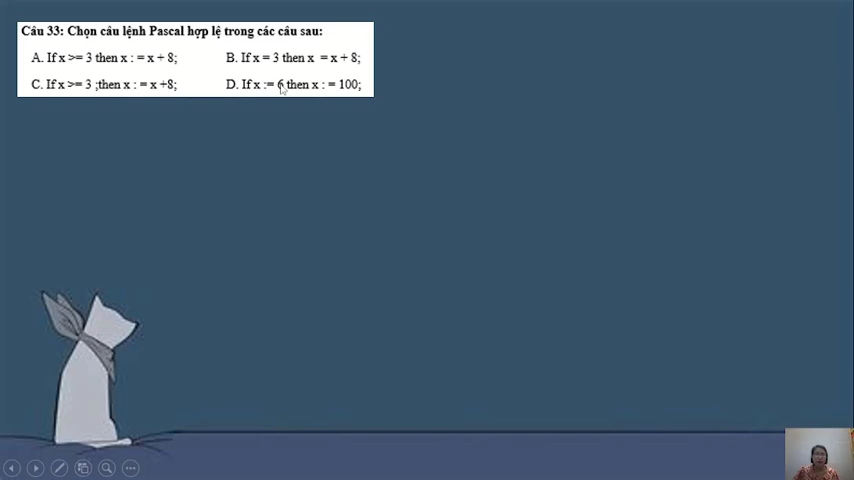 Câu 33: Chọn câu lệnh Pascal hợp lệ trong các câu sau:
A. If x >= 3 then x : = x + 8; B. If x = 3 then x = x + 8;
C. If x >= 3 ;then x : = x +8; D. If x := 6 then x : = 100;